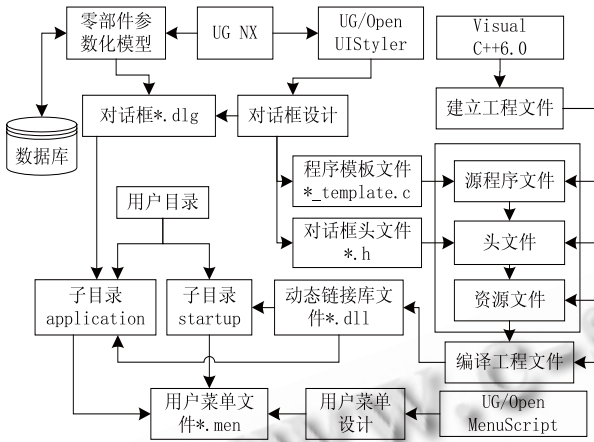 零部件参
数化模型
UG NX
UG/Open
UIStyler
Visual
C++6.0
建立工程文件
对话框*.dlg
对话框设计
数据库
程序模板文件
*_template.c
源程序文件
用户目录
对话框头文件
*.h
头文件
子目录
application
子目录
startup
动态链接库文
件*.dll
资源文件
编译工程文件
用户菜单文
件*.men
用户菜单
设计
UG/Open
MenuScript